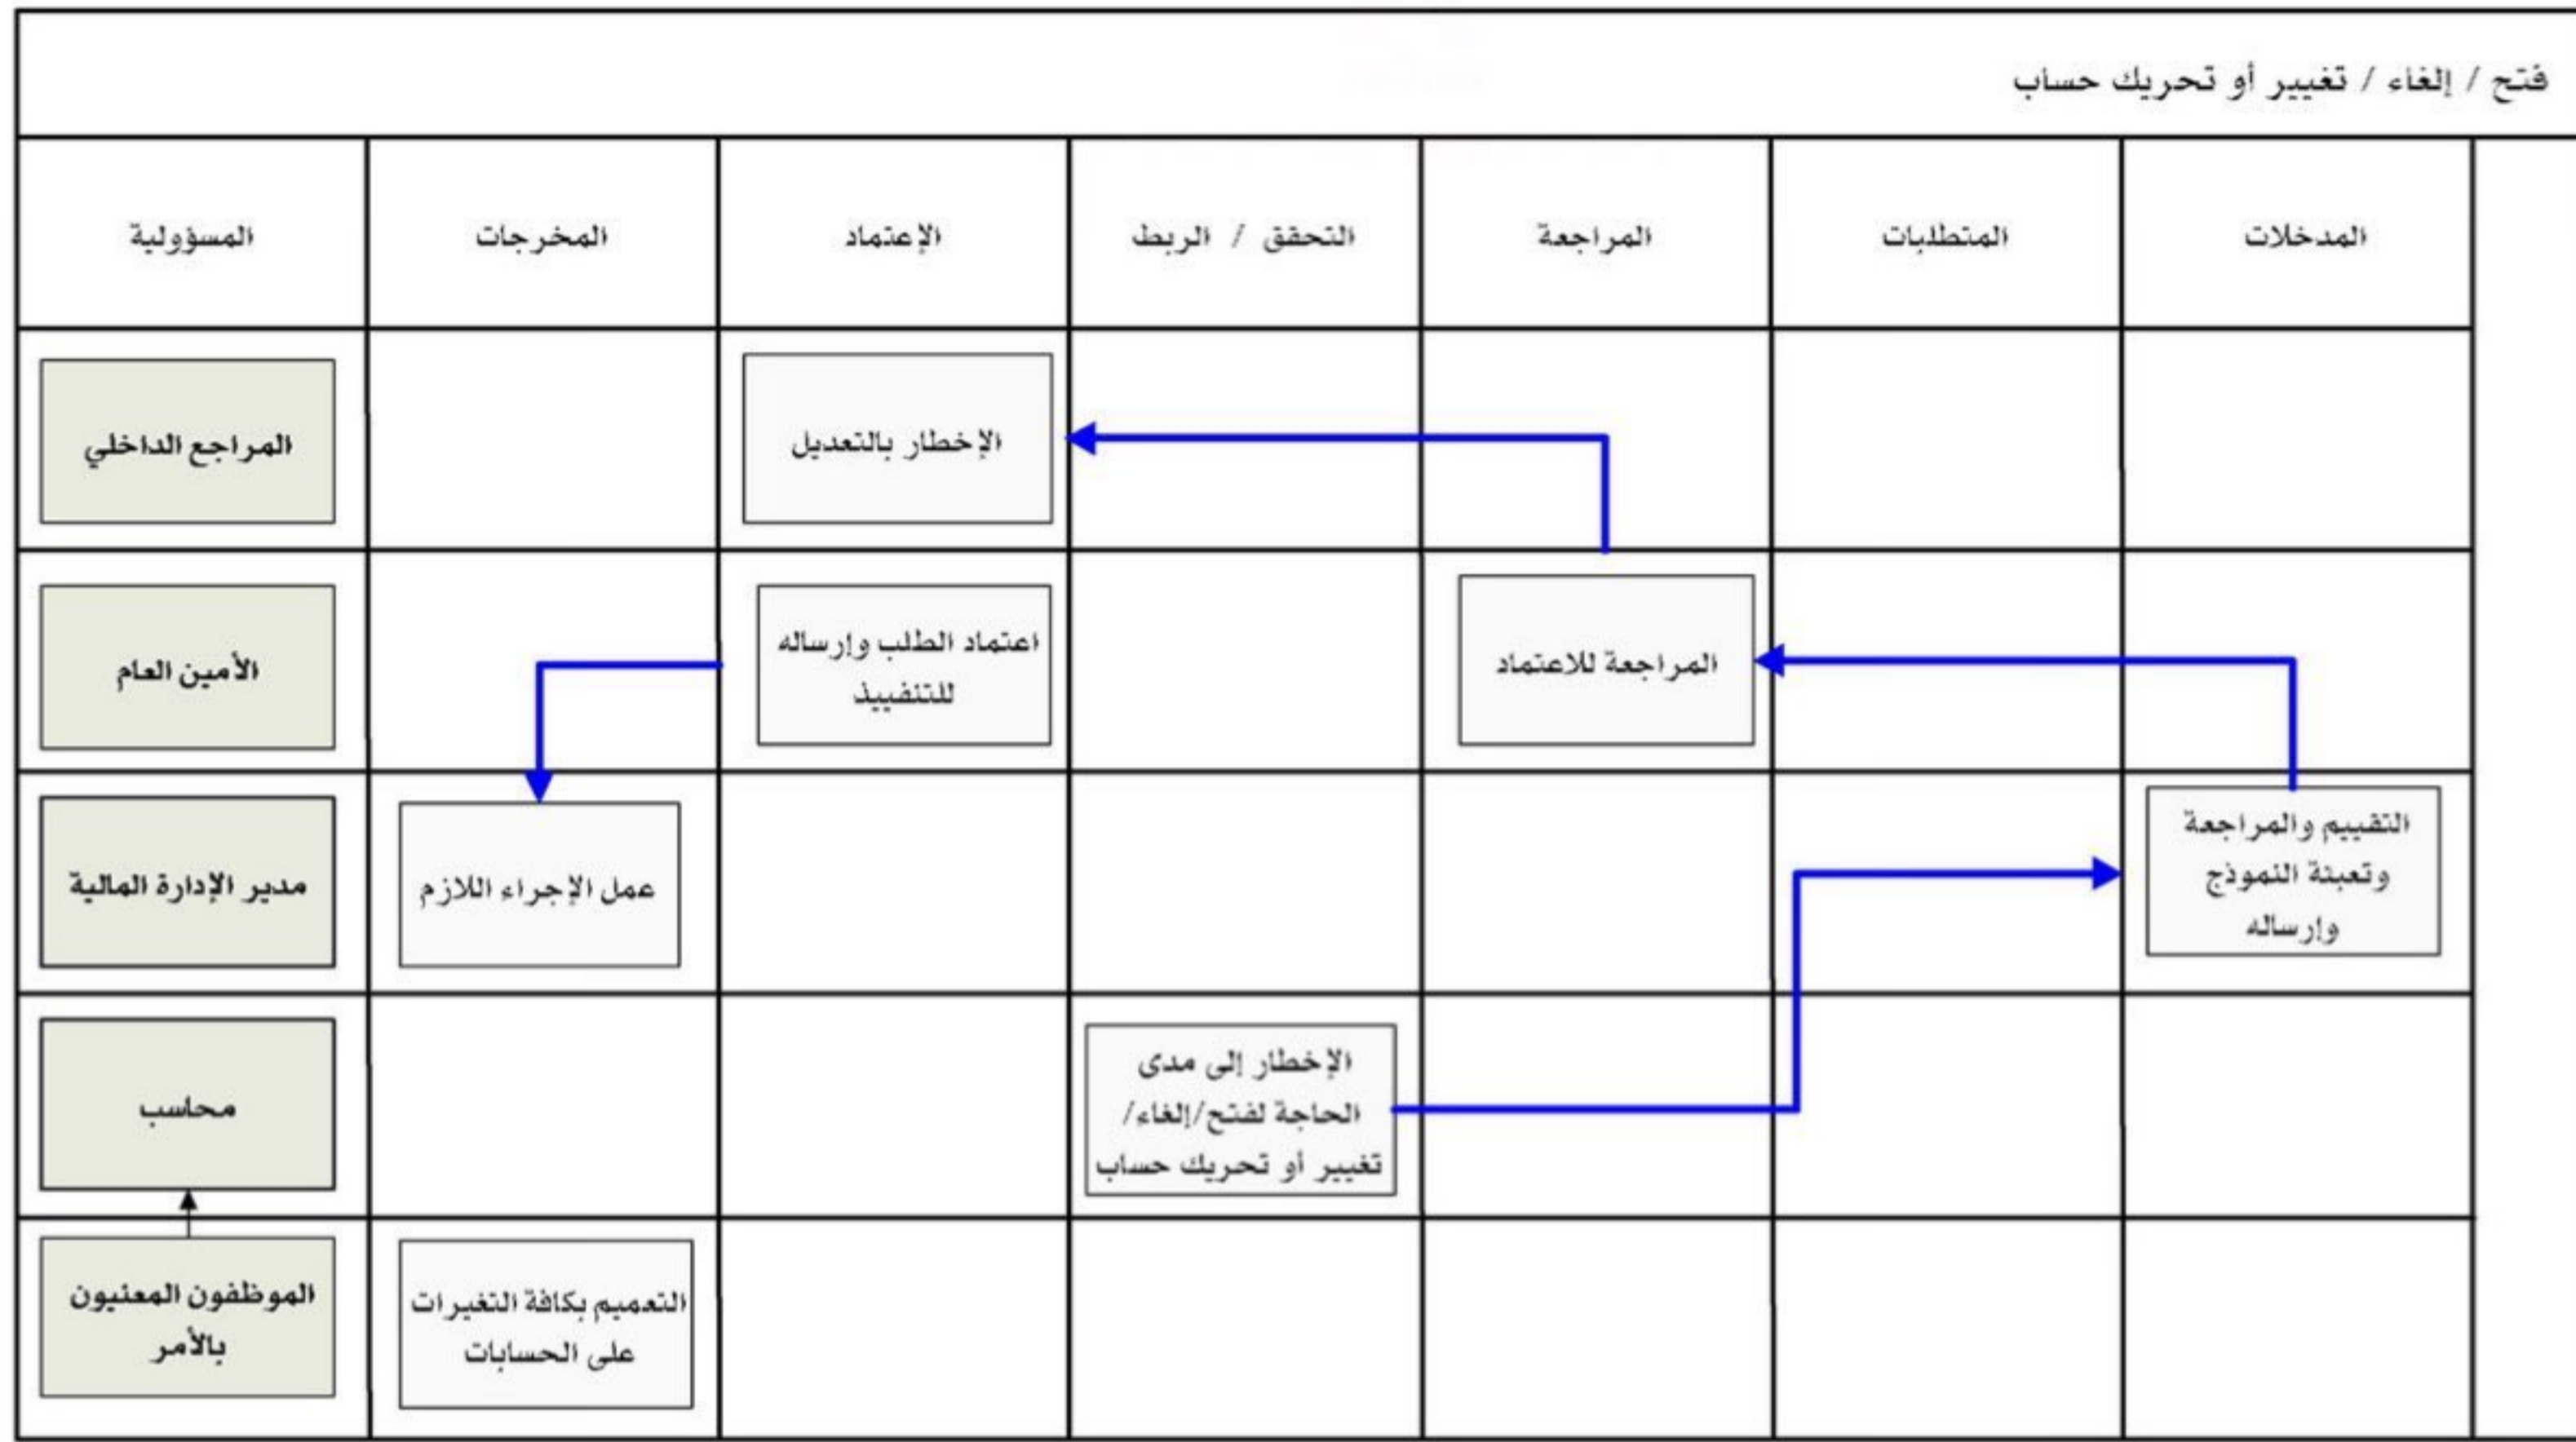 فتح / إلغاء / تغيير أو تحريك حساب
المدخلات
المتطلبات
المراجعة
التحقق / الربط
الإعتماد
المخرجات
المسؤولية
الإخطار بالتعديل
المراجع الداخلي
المراجعة للاعتماد
اعتماد الطلب وإرساله
للتنفييذ
الأمين العام
التقييم والمراجعة
وتعبئة النموذج
وإرساله
عمل الإجراء اللازم
مدير الإدارة المالية
الإخطار إلى مدى
الحاجة لفتح/إلغاء/
تغيير أو تحريك حساب
محاسب
التعميم بكافة التغيرات
على الحسابات
الموظفون المعنيون
بالأمر